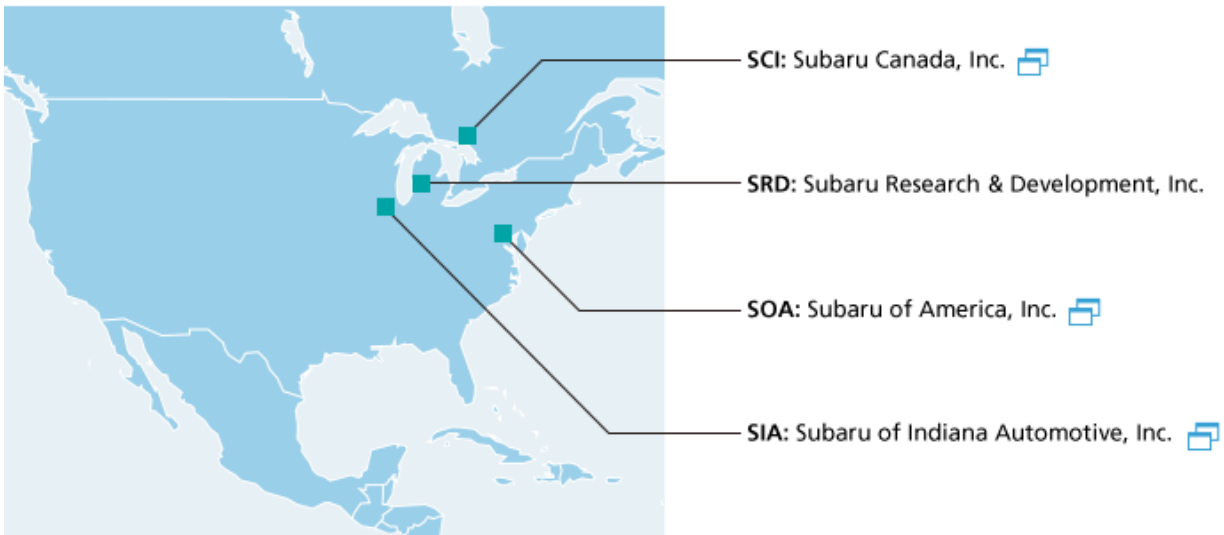 SCI: Subaru Canada, Inc.
SRD: Subaru Research & Development, Inc.
SOA: Subaru of America, Inc.
SIA: Subaru of Indiana Automotive, Inc.